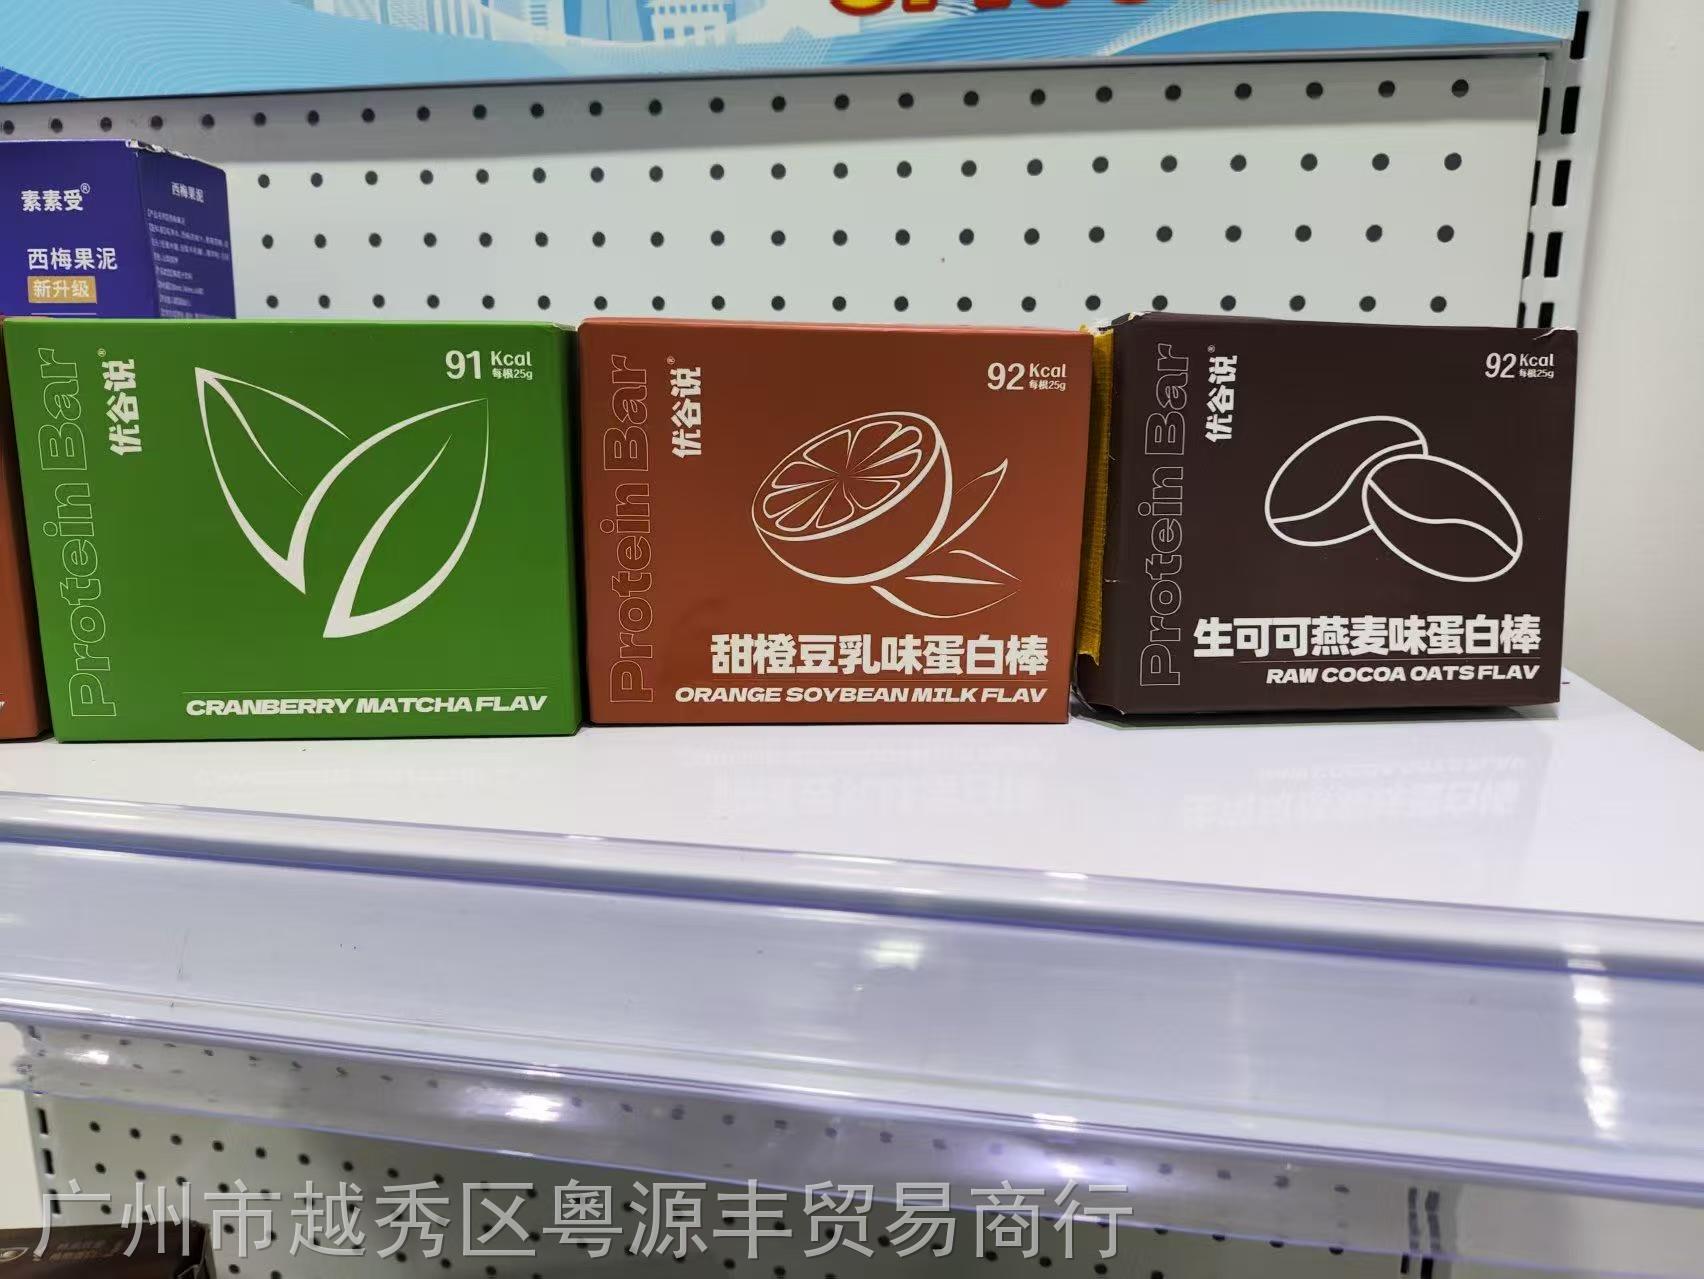 素素受®
西梅果泥
新升级
西梅果泥
Protein Bar
优谷说®
91 Kcal
每根25g
CRANBERRY MATCHA FLAV
Protein Bar
优谷说®
92 Kcal
每根25g
甜橙豆乳味蛋白棒
ORANGE SOYBEAN MILK FLAV
Protein Bar
优谷说®
92 Kcal
每根25g
生可可燕麦味蛋白棒
RAW COCOA OATS FLAV
广州市越秀区粤源丰贸易商行